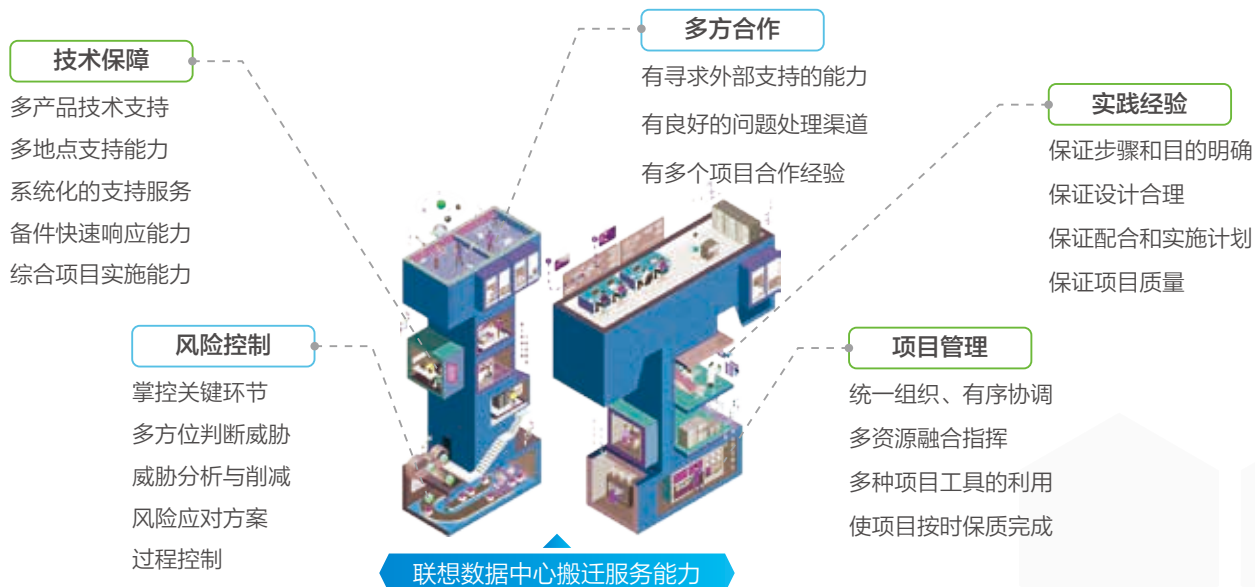 技术保障
多产品技术支持
多地点支持能力
系统化的支持服务
备件快速响应能力
综合项目实施能力
多方合作
有寻求外部支持的能力
有良好的问题处理渠道
有多个项目合作经验
实践经验
保证步骤和目的明确
保证设计合理
保证配合和实施计划
保证项目质量
风险控制
掌控关键环节
多方位判断威胁
威胁分析与削减
风险应对方案
过程控制
项目管理
统一组织、有序协调
多资源融合指挥
多种项目工具的利用
使项目按时保质完成
联想数据中心搬迁服务能力